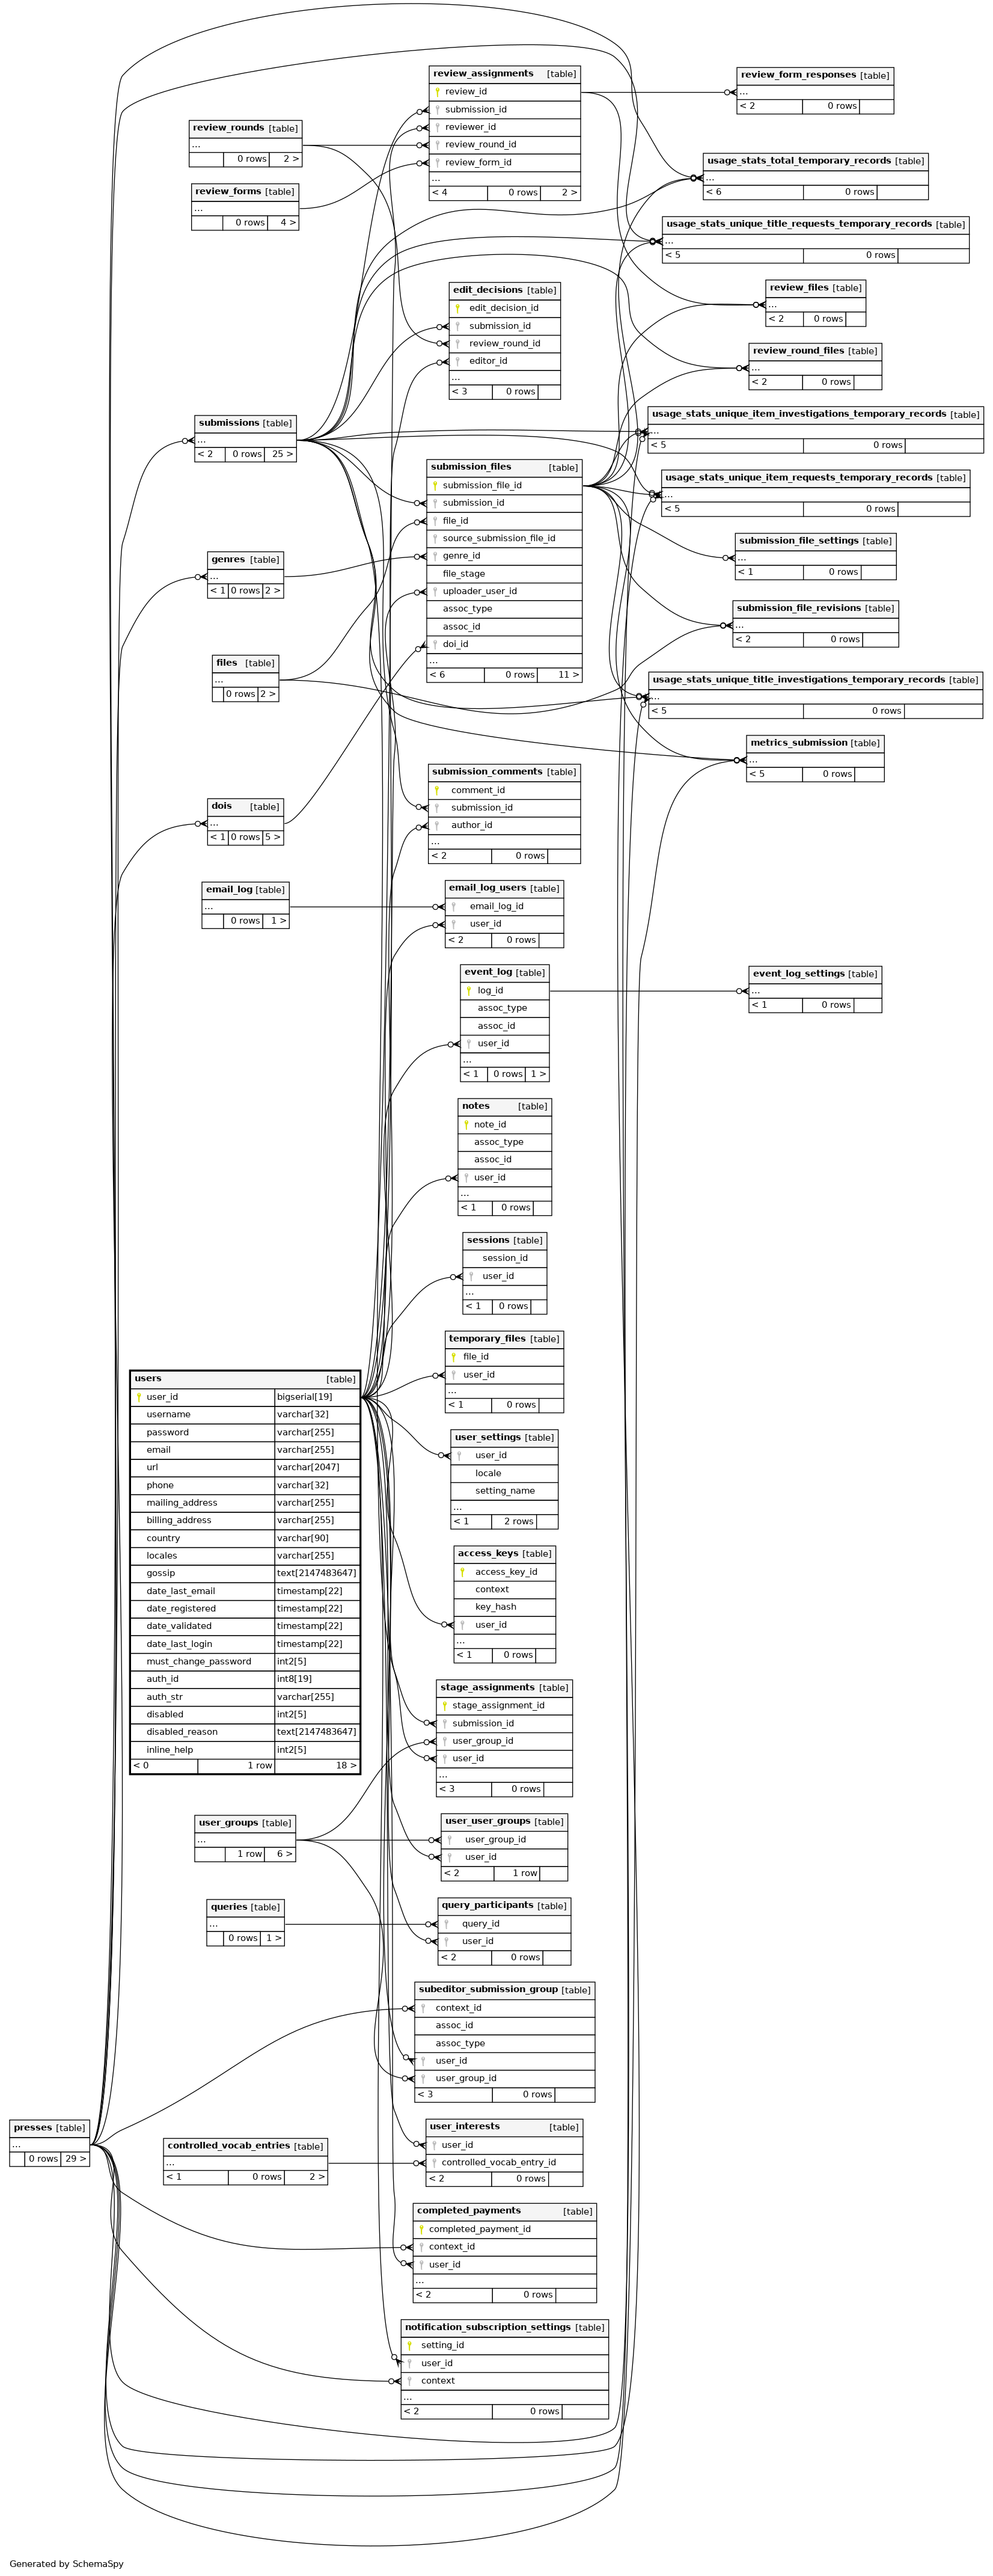 review_assignments [table]
review_id
submission_id
reviewer_id
review_round_id
review_form_id
...
< 4 0 rows 2 >
review_form_responses [table]
...
< 2 0 rows
review_rounds [table]
...
0 rows 2 >
usage_stats_total_temporary_records [table]
...
< 6 0 rows
review_forms [table]
...
0 rows 4 >
usage_stats_unique_title_requests_temporary_records [table]
...
< 5 0 rows
edit_decisions [table]
edit_decision_id
submission_id
review_round_id
editor_id
...
< 3 0 rows
review_files [table]
...
< 2 0 rows
review_round_files [table]
...
< 2 0 rows
submissions [table]
...
< 2 0 rows 25 >
usage_stats_unique_item_investigations_temporary_records [table]
...
< 5 0 rows
submission_files [table]
submission_file_id
submission_id
file_id
source_submission_file_id
genre_id
file_stage
uploader_user_id
assoc_type
assoc_id
doi_id
...
< 6 0 rows 11 >
usage_stats_unique_item_requests_temporary_records [table]
...
< 5 0 rows
submission_file_settings [table]
...
< 1 0 rows
genres [table]
...
< 1 0 rows 2 >
submission_file_revisions [table]
...
< 2 0 rows
files [table]
...
0 rows 2 >
usage_stats_unique_title_investigations_temporary_records [table]
...
< 5 0 rows
metrics_submission [table]
...
< 5 0 rows
submission_comments [table]
comment_id
submission_id
author_id
...
< 2 0 rows
dois [table]
...
< 1 0 rows 5 >
email_log [table]
...
0 rows 1 >
email_log_users [table]
email_log_id
user_id
< 2 0 rows
event_log [table]
log_id
assoc_type
assoc_id
user_id
...
< 1 0 rows 1 >
event_log_settings [table]
...
< 1 0 rows
notes [table]
note_id
assoc_type
assoc_id
user_id
...
< 1 0 rows
sessions [table]
session_id
user_id
...
< 1 0 rows
temporary_files [table]
file_id
user_id
...
< 1 0 rows
users [table]
user_id bigserial[19]
username varchar[32]
password varchar[255]
email varchar[255]
url varchar[2047]
phone varchar[32]
mailing_address varchar[255]
billing_address varchar[255]
country varchar[90]
locales varchar[255]
gossip text[2147483647]
date_last_email timestamp[22]
date_registered timestamp[22]
date_validated timestamp[22]
date_last_login timestamp[22]
must_change_password int2[5]
auth_id int8[19]
auth_str varchar[255]
disabled int2[5]
disabled_reason text[2147483647]
inline_help int2[5]
< 0 1 row 18 >
user_settings [table]
user_id
locale
setting_name
...
< 1 2 rows
access_keys [table]
access_key_id
context
key_hash
user_id
...
< 1 0 rows
stage_assignments [table]
stage_assignment_id
submission_id
user_group_id
user_id
...
< 3 0 rows
user_groups [table]
...
1 row 6 >
user_user_groups [table]
user_group_id
user_id
< 2 1 row
queries [table]
...
0 rows 1 >
query_participants [table]
query_id
user_id
< 2 0 rows
subeditor_submission_group [table]
context_id
assoc_id
assoc_type
user_id
user_group_id
< 3 0 rows
presses [table]
...
0 rows 29 >
controlled_vocab_entries [table]
...
< 1 0 rows 2 >
user_interests [table]
user_id
controlled_vocab_entry_id
< 2 0 rows
completed_payments [table]
completed_payment_id
context_id
user_id
...
< 2 0 rows
notification_subscription_settings [table]
setting_id
user_id
context
...
< 2 0 rows
Generated by SchemaSpy